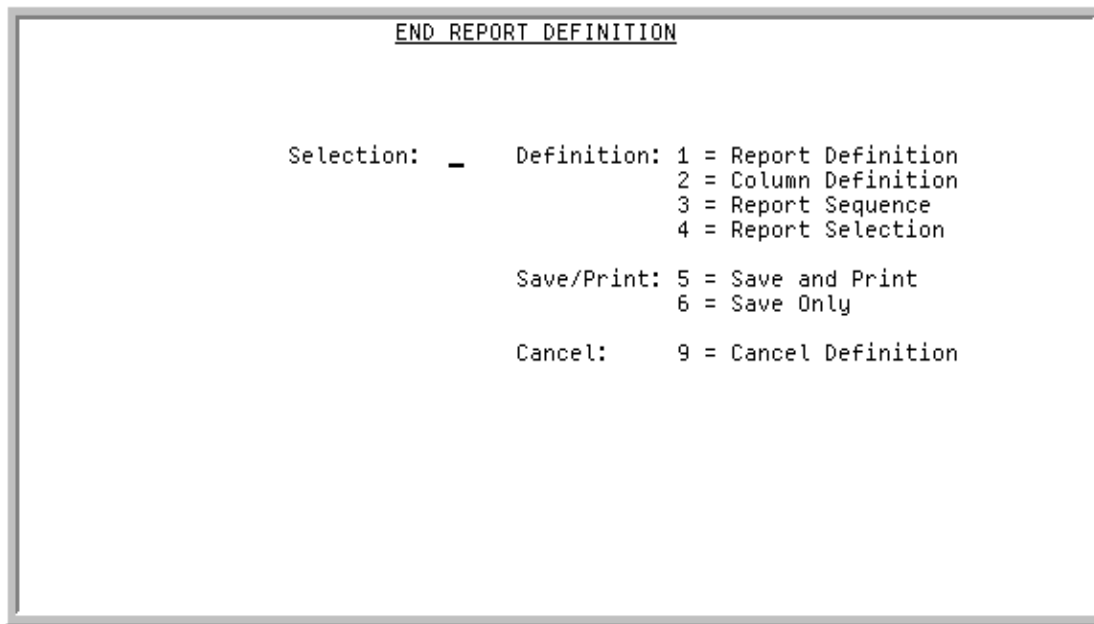 END REPORT DEFINITION
Selection: _ Definition: 1 = Report Definition
2 = Column Definition
3 = Report Sequence
4 = Report Selection
Save/Print: 5 = Save and Print
6 = Save Only
Cancel: 9 = Cancel Definition